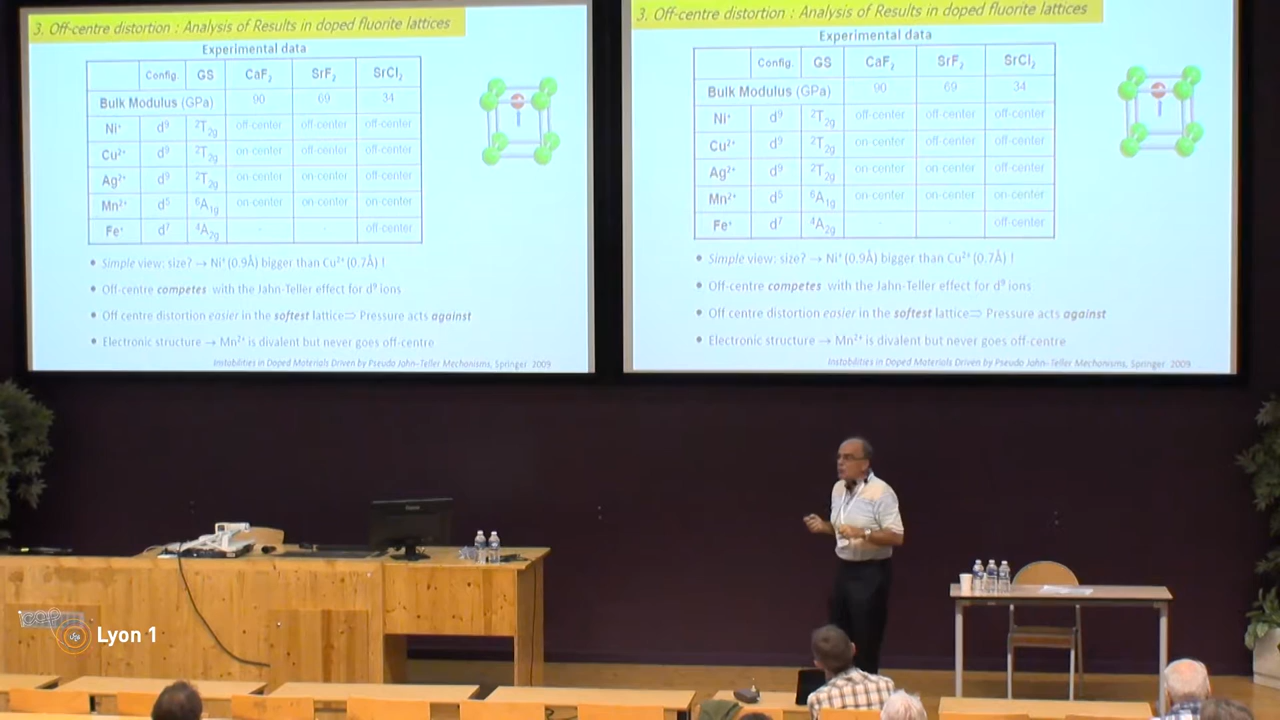 3. Off-centre distortion : Analysis of Results in doped fluorite lattices
Experimental data
Config. GS CaF₂ SrF₂ SrCl₂
Bulk Modulus (GPa) 90 69 34
Ni⁺ d⁹ ²T₂g off-center off-center off-center
Cu²⁺ d⁹ ²T₂g on-center off-center off-center
Ag²⁺ d⁹ ²T₂g on-center on-center off-center
Mn²⁺ d⁵ ⁶A₁g on-center on-center on-center
Fe⁺ d⁷ ⁴A₂g - - off-center
• Simple view: size? → Ni⁺ (0.9Å) bigger than Cu²⁺ (0.7Å) !
• Off-centre competes with the Jahn-Teller effect for d⁹ ions
• Off centre distortion easier in the softest lattice ⇒ Pressure acts against
• Electronic structure → Mn²⁺ is divalent but never goes off-centre
Instabilities in Doped Materials Driven by Pseudo Jahn-Teller Mechanisms, Springer 2009
3. Off-centre distortion : Analysis of Results in doped fluorite lattices
Experimental data
Config. GS CaF₂ SrF₂ SrCl₂
Bulk Modulus (GPa) 90 69 34
Ni⁺ d⁹ ²T₂g off-center off-center off-center
Cu²⁺ d⁹ ²T₂g on-center off-center off-center
Ag²⁺ d⁹ ²T₂g on-center on-center off-center
Mn²⁺ d⁵ ⁶A₁g on-center on-center on-center
Fe⁺ d⁷ ⁴A₂g - - off-center
• Simple view: size? → Ni⁺ (0.9Å) bigger than Cu²⁺ (0.7Å) !
• Off-centre competes with the Jahn-Teller effect for d⁹ ions
• Off centre distortion easier in the softest lattice ⇒ Pressure acts against
• Electronic structure → Mn²⁺ is divalent but never goes off-centre
Instabilities in Doped Materials Driven by Pseudo Jahn-Teller Mechanisms, Springer 2009
icap
Lyon 1